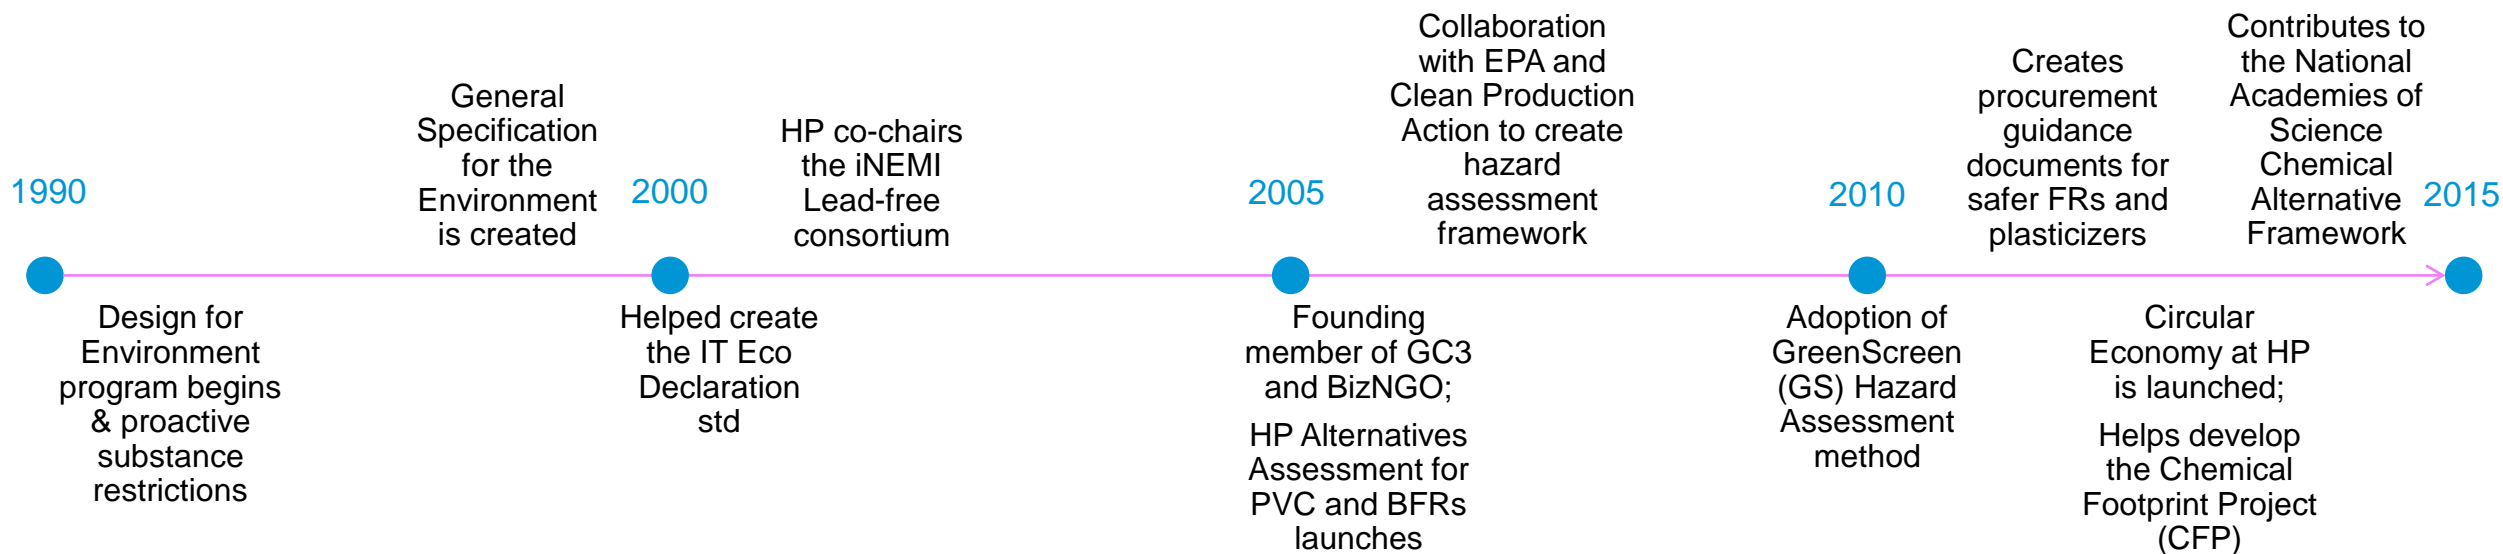 1990
Design for
Environment
program begins
& proactive
substance
restrictions
General
Specification
for the
Environment
is created
2000
Helped create
the IT Eco
Declaration
std
HP co-chairs
the iNEMI
Lead-free
consortium
2005
Founding
member of GC3
and BizNGO;
HP Alternatives
Assessment for
PVC and BFRs
launches
Collaboration
with EPA and
Clean Production
Action to create
hazard
assessment
framework
2010
Adoption of
GreenScreen
(GS) Hazard
Assessment
method
Creates
procurement
guidance
documents for
safer FRs and
plasticizers
Circular
Economy at HP
is launched;
Helps develop
the Chemical
Footprint Project
(CFP)
Contributes to
the National
Academies of
Science
Chemical
Alternative
Framework
2015